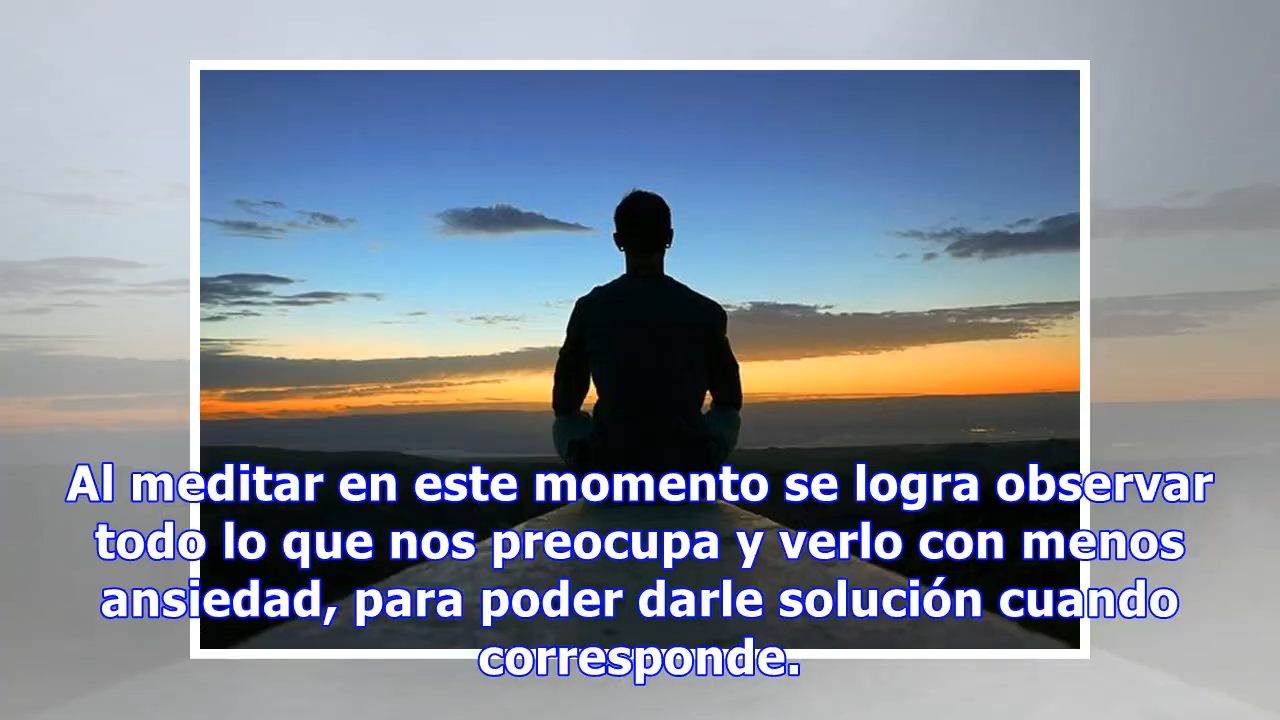 Al meditar en este momento se logra observar
todo lo que nos preocupa y verlo con menos
ansiedad, para poder darle solución cuando
corresponde.